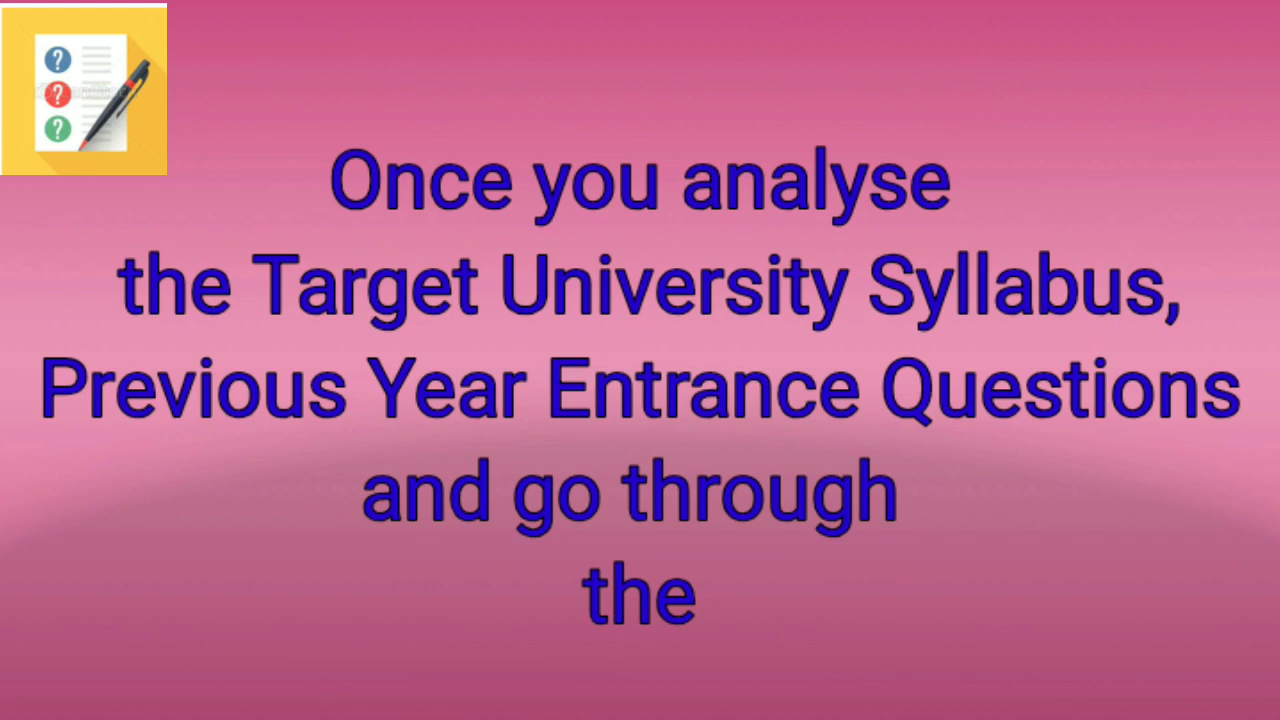 Once you analyse
the Target University Syllabus,
Previous Year Entrance Questions
and go through
the